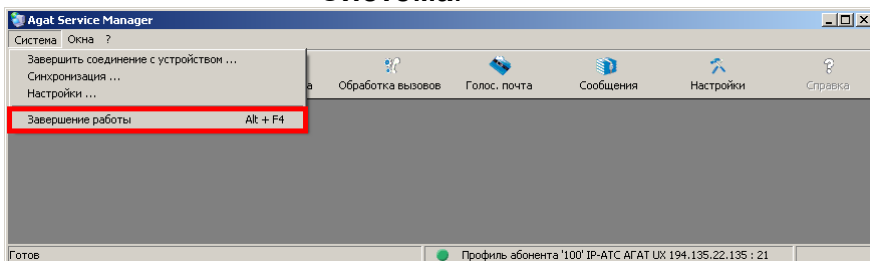 Agat Service Manager
Система Окна ?
Завершить соединение с устройством ...
Синхронизация ...
Настройки ...
Завершение работы Alt + F4
Обработка вызовов Голос. почта Сообщения Настройки Справка
Готов Профиль абонента '100' IP-АТС АГАТ UX 194.135.22.135 : 21